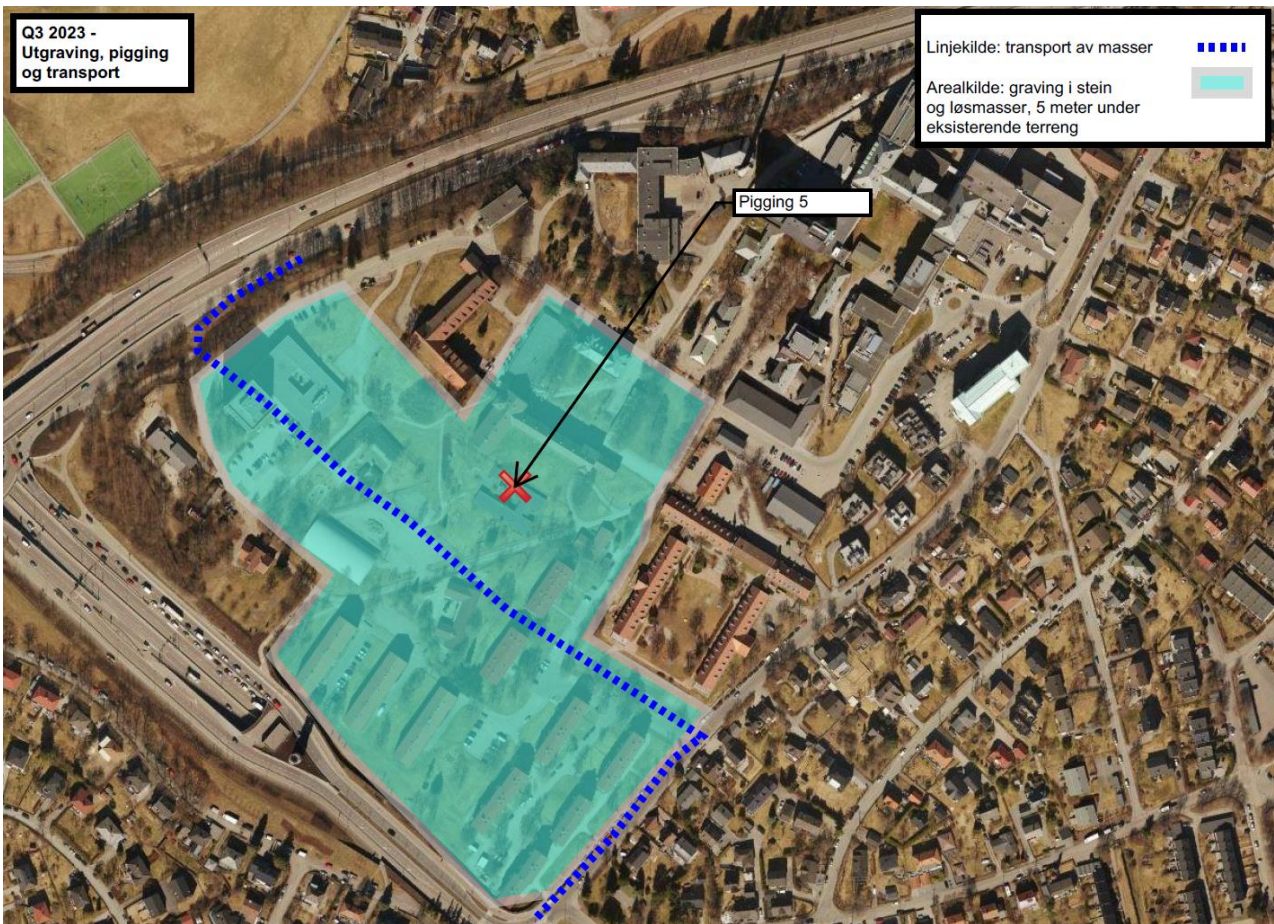 Q3 2023 -
Utgraving, pigging
og transport
Linjekilde: transport av masser
Arealkilde: graving i stein
og løsmasser, 5 meter under
eksisterende terreng
Pigging 5